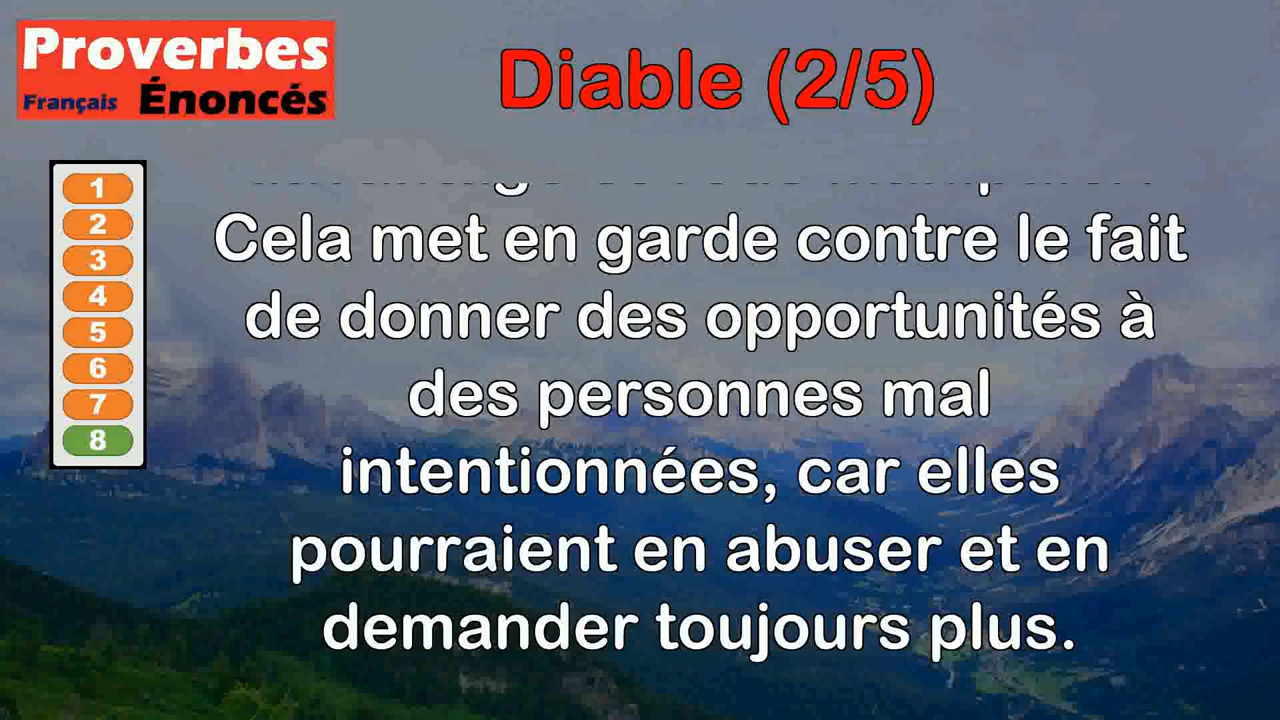 Proverbes
Français Énoncés
Diable (2/5)
1
2
3
4
5
6
7
8
Cela met en garde contre le fait
de donner des opportunités à
des personnes mal
intentionnées, car elles
pourraient en abuser et en
demander toujours plus.